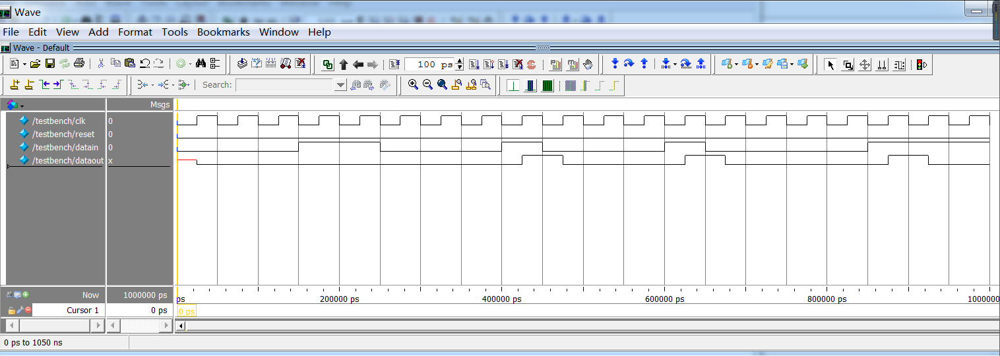 Wave
File Edit View Add Format Tools Bookmarks Window Help
Wave - Default
100 ps
Search:
Msgs
/testbench/clk 0
/testbench/reset 0
/testbench/datain 0
/testbench/dataout x
Now 1000000 ps
ps 200000 ps 400000 ps 600000 ps 800000 ps 1000000
Cursor 1 0 ps 0 ps
0 ps to 1050 ns